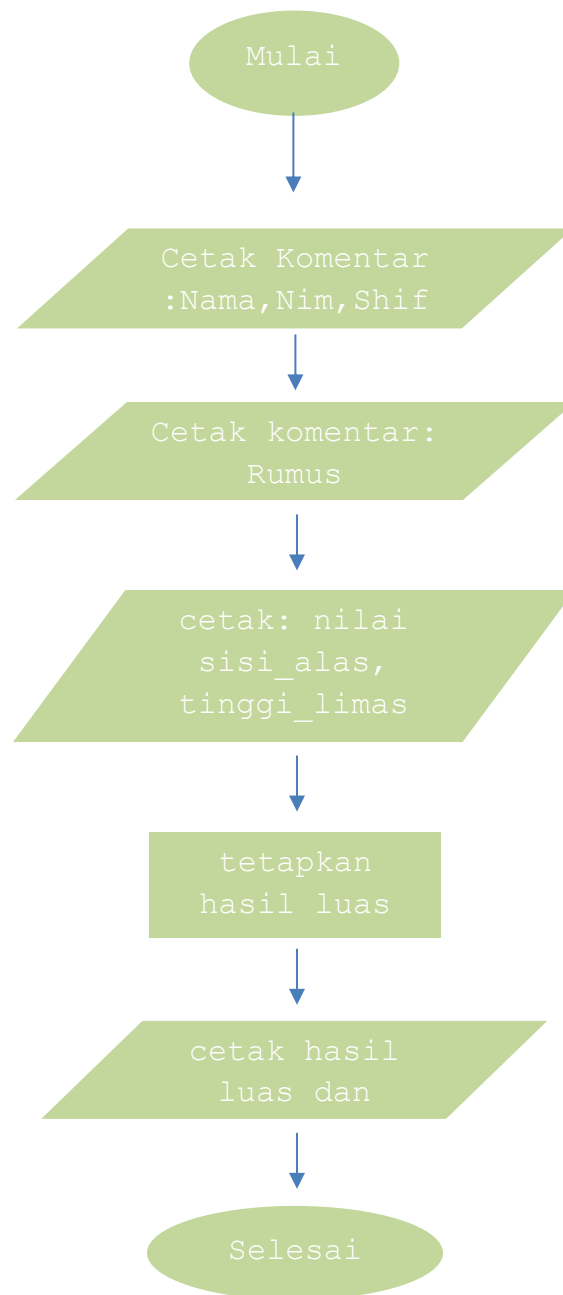 Mulai
Cetak Komentar
:Nama,Nim,Shif
Cetak komentar:
Rumus
cetak: nilai
sisi_alas,
tinggi_limas
tetapkan
hasil luas
cetak hasil
luas dan
Selesai